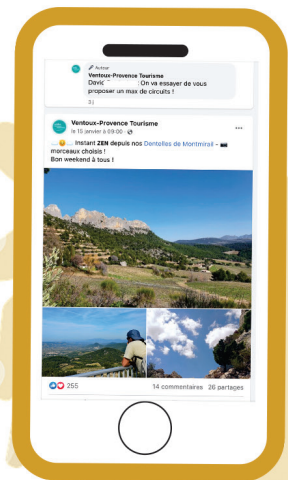 Auteur
Ventoux-Provence Tourisme
David : On va essayer de vous
proposer un max de circuits !
3 j
Ventoux-Provence Tourisme
le 15 janvier à 09:00 ·
... 😌... Instant ZEN depuis nos Dentelles de Montmirail – 📷
morceaux choisis !
Bon weekend à tous !
255
14 commentaires 26 partages